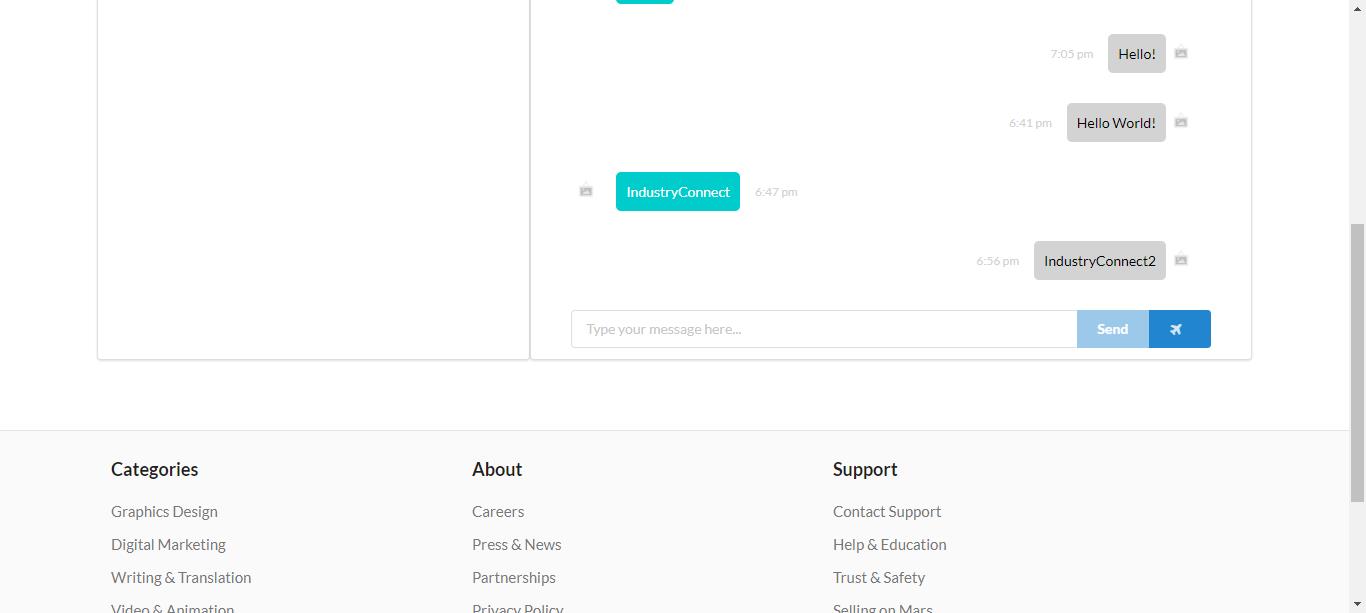 7:05 pm Hello!
6:41 pm Hello World!
IndustryConnect 6:47 pm
6:56 pm IndustryConnect2
Type your message here... Send
Categories
Graphics Design
Digital Marketing
Writing & Translation
Video & Animation
About
Careers
Press & News
Partnerships
Privacy Policy
Support
Contact Support
Help & Education
Trust & Safety
Selling on Mars